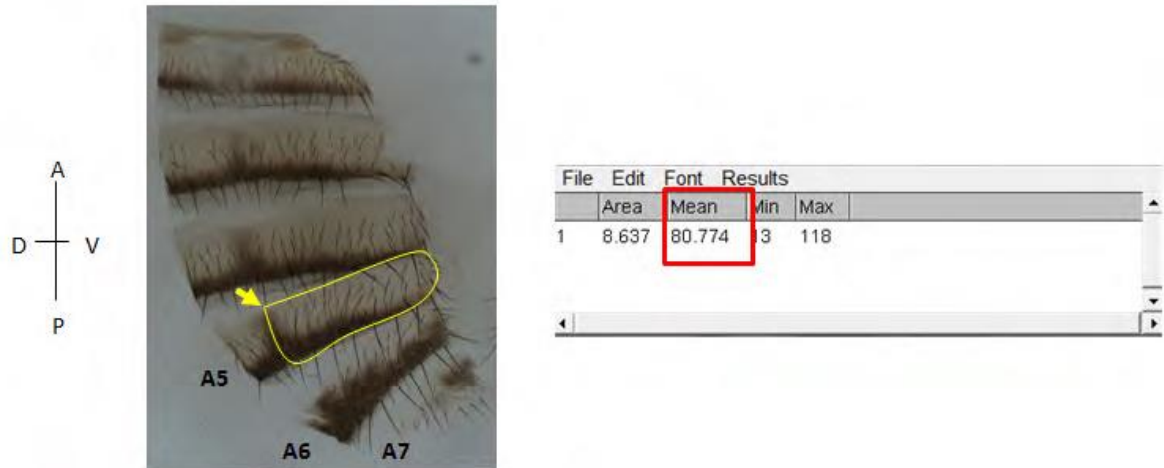 A
D V
P
A5
A6 A7
File Edit Font Results
Area Mean Min Max
1 8.637 80.774 13 118